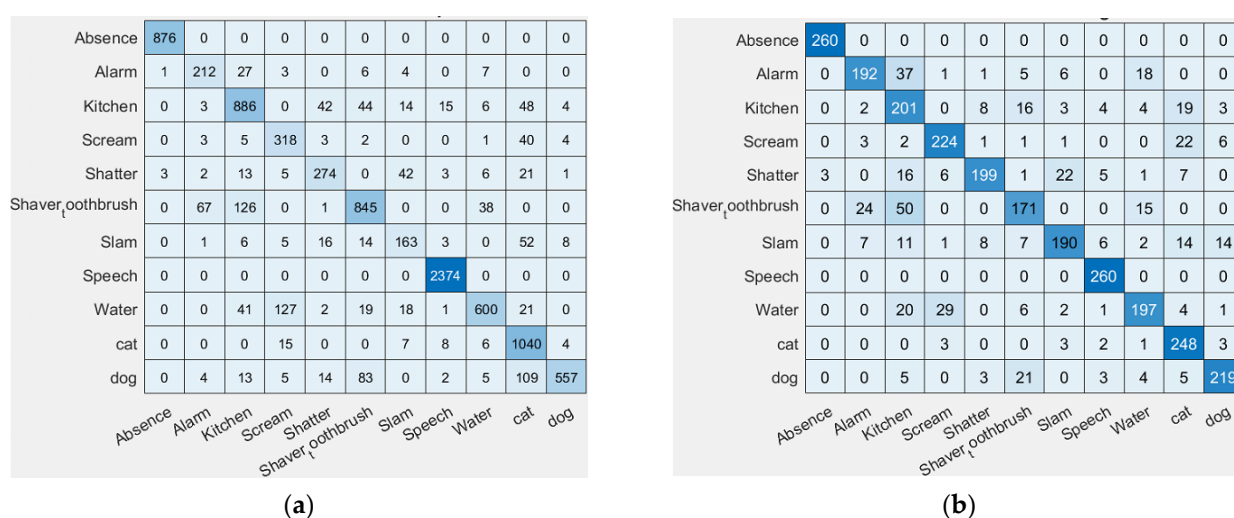 Absence 876 0 0 0 0 0 0 0 0 0 0
Alarm 1 212 27 3 0 6 4 0 7 0 0
Kitchen 0 3 886 0 42 44 14 15 6 48 4
Scream 0 3 5 318 3 2 0 0 1 40 4
Shatter 3 2 13 5 274 0 42 3 6 21 1
Shaver_toothbrush 0 67 126 0 1 845 0 0 38 0 0
Slam 0 1 6 5 16 14 163 3 0 52 8
Speech 0 0 0 0 0 0 0 2374 0 0 0
Water 0 0 41 127 2 19 18 1 600 21 0
cat 0 0 0 15 0 0 7 8 6 1040 4
dog 0 4 13 5 14 83 0 2 5 109 557
Absence Alarm Kitchen Scream Shatter Shaver_toothbrush Slam Speech Water cat dog
(a)
Absence 260 0 0 0 0 0 0 0 0 0 0
Alarm 0 192 37 1 1 5 6 0 18 0 0
Kitchen 0 2 201 0 8 16 3 4 4 19 3
Scream 0 3 2 224 1 1 1 0 0 22 6
Shatter 3 0 16 6 199 1 22 5 1 7 0
Shaver_toothbrush 0 24 50 0 0 171 0 0 15 0 0
Slam 0 7 11 1 8 7 190 6 2 14 14
Speech 0 0 0 0 0 0 0 260 0 0 0
Water 0 0 20 29 0 6 2 1 197 4 1
cat 0 0 0 3 0 0 3 2 1 248 3
dog 0 0 5 0 3 21 0 3 4 5 219
Absence Alarm Kitchen Scream Shatter Shaver_toothbrush Slam Speech Water cat dog
(b)